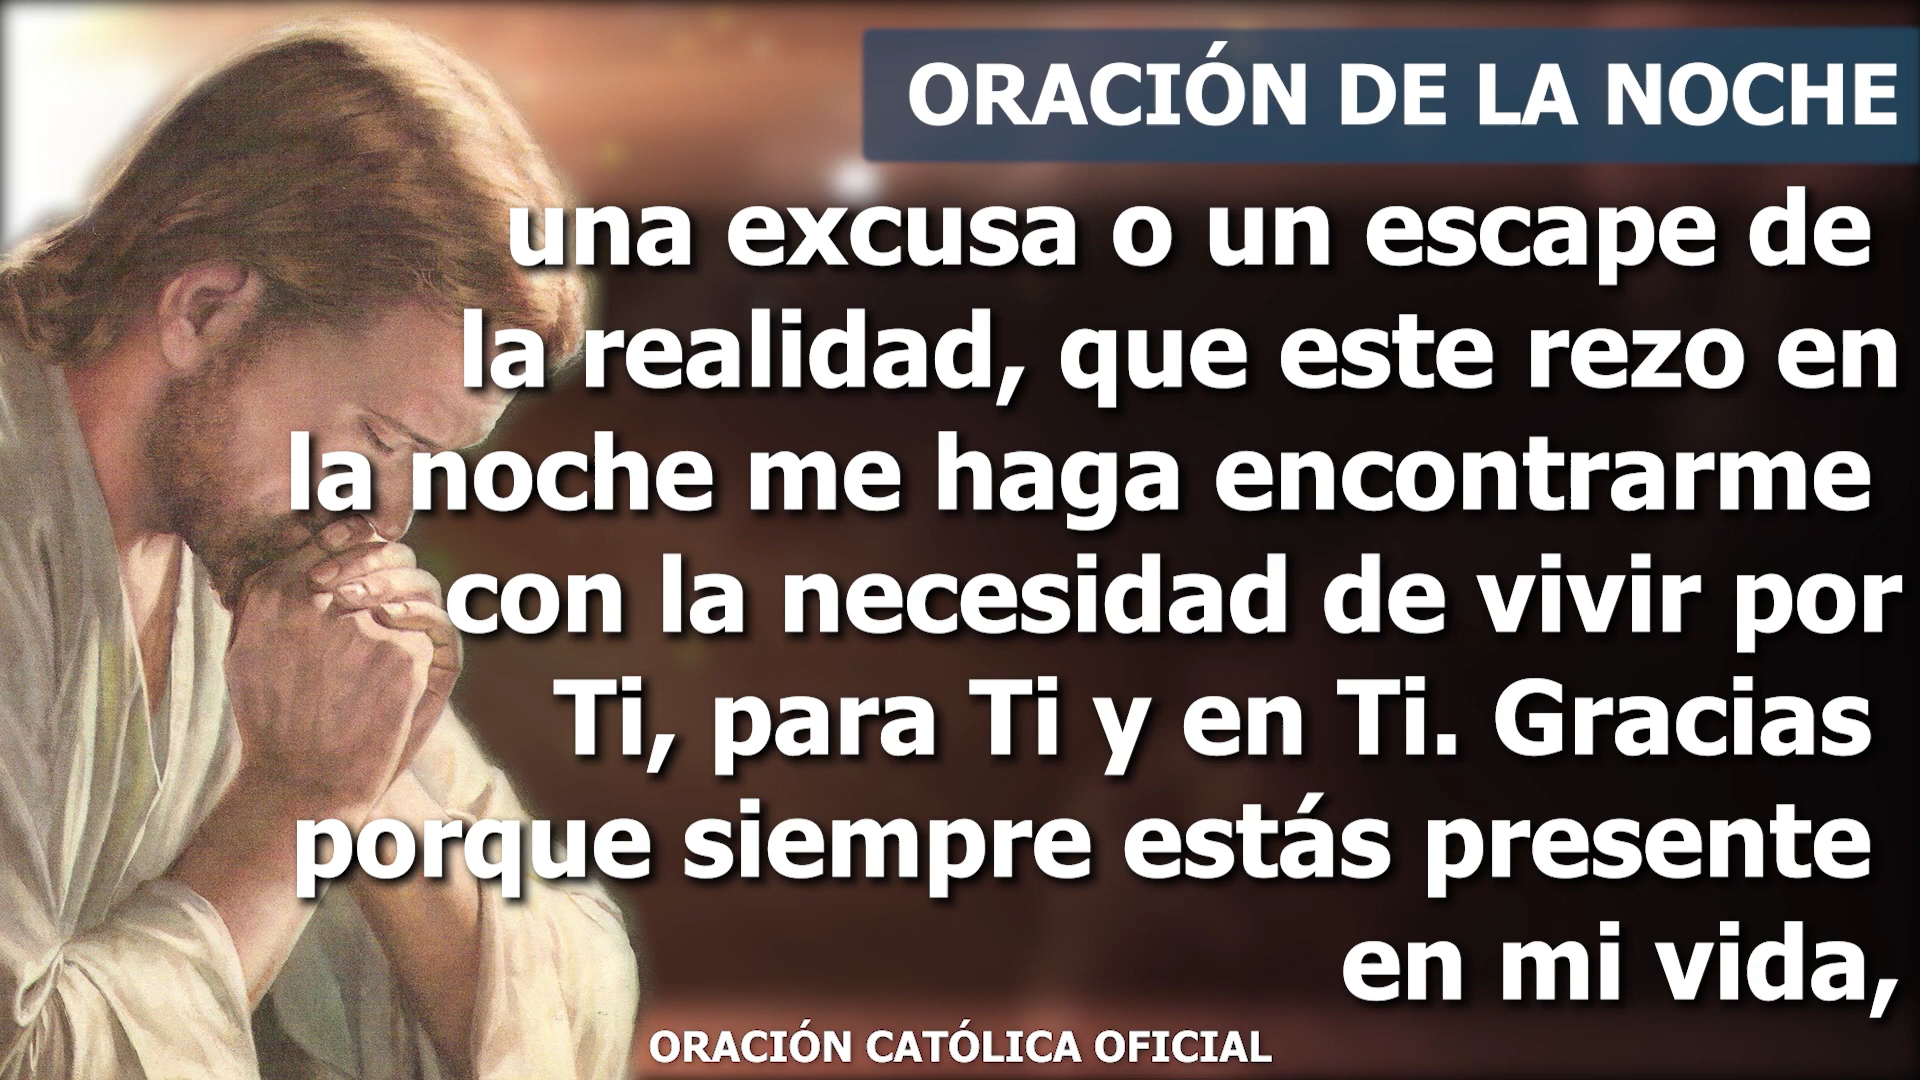 ORACIÓN DE LA NOCHE
una excusa o un escape de
la realidad, que este rezo en
la noche me haga encontrarme
con la necesidad de vivir por
Ti, para Ti y en Ti. Gracias
porque siempre estás presente
en mi vida,
ORACIÓN CATÓLICA OFICIAL